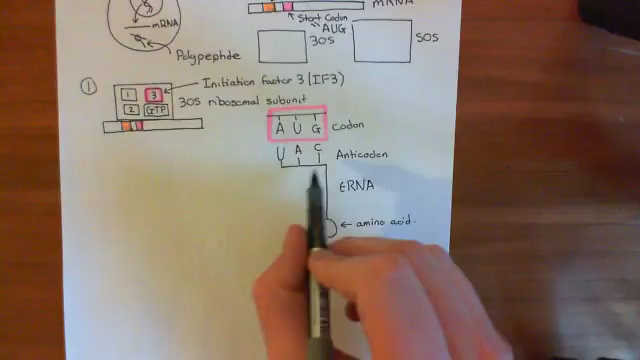 mRNA
mRNA
Start Codon
AUG
30S
50S
Polypeptide
1
Initiation factor 3 (IF3)
1 3
2 GTP
30S ribosomal subunit
A U G Codon
U A C Anticodon
tRNA
← amino acid.